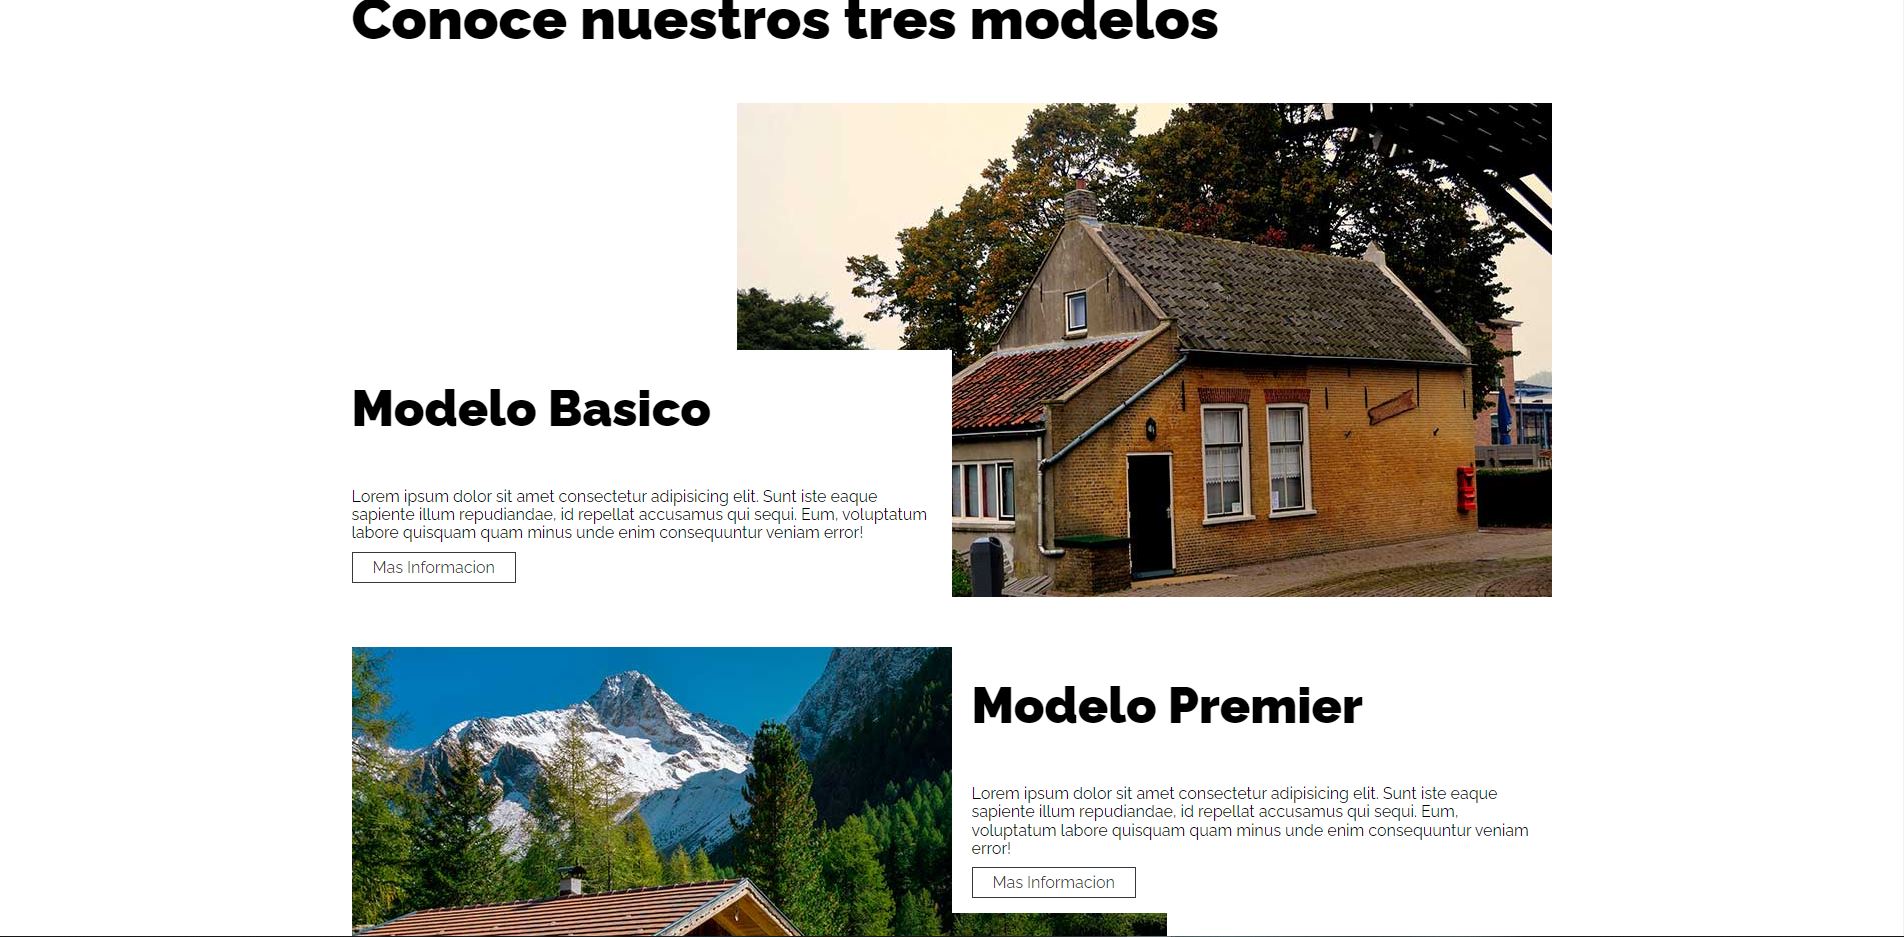 Conoce nuestros tres modelos
Modelo Basico
Lorem ipsum dolor sit amet consectetur adipisicing elit. Sunt iste eaque
sapiente illum repudiandae, id repellat accusamus qui sequi. Eum, voluptatum
labore quisquam quam minus unde enim consequuntur veniam error!
Mas Informacion
Modelo Premier
Lorem ipsum dolor sit amet consectetur adipisicing elit. Sunt iste eaque
sapiente illum repudiandae, id repellat accusamus qui sequi. Eum,
voluptatum labore quisquam quam minus unde enim consequuntur veniam
error!
Mas Informacion